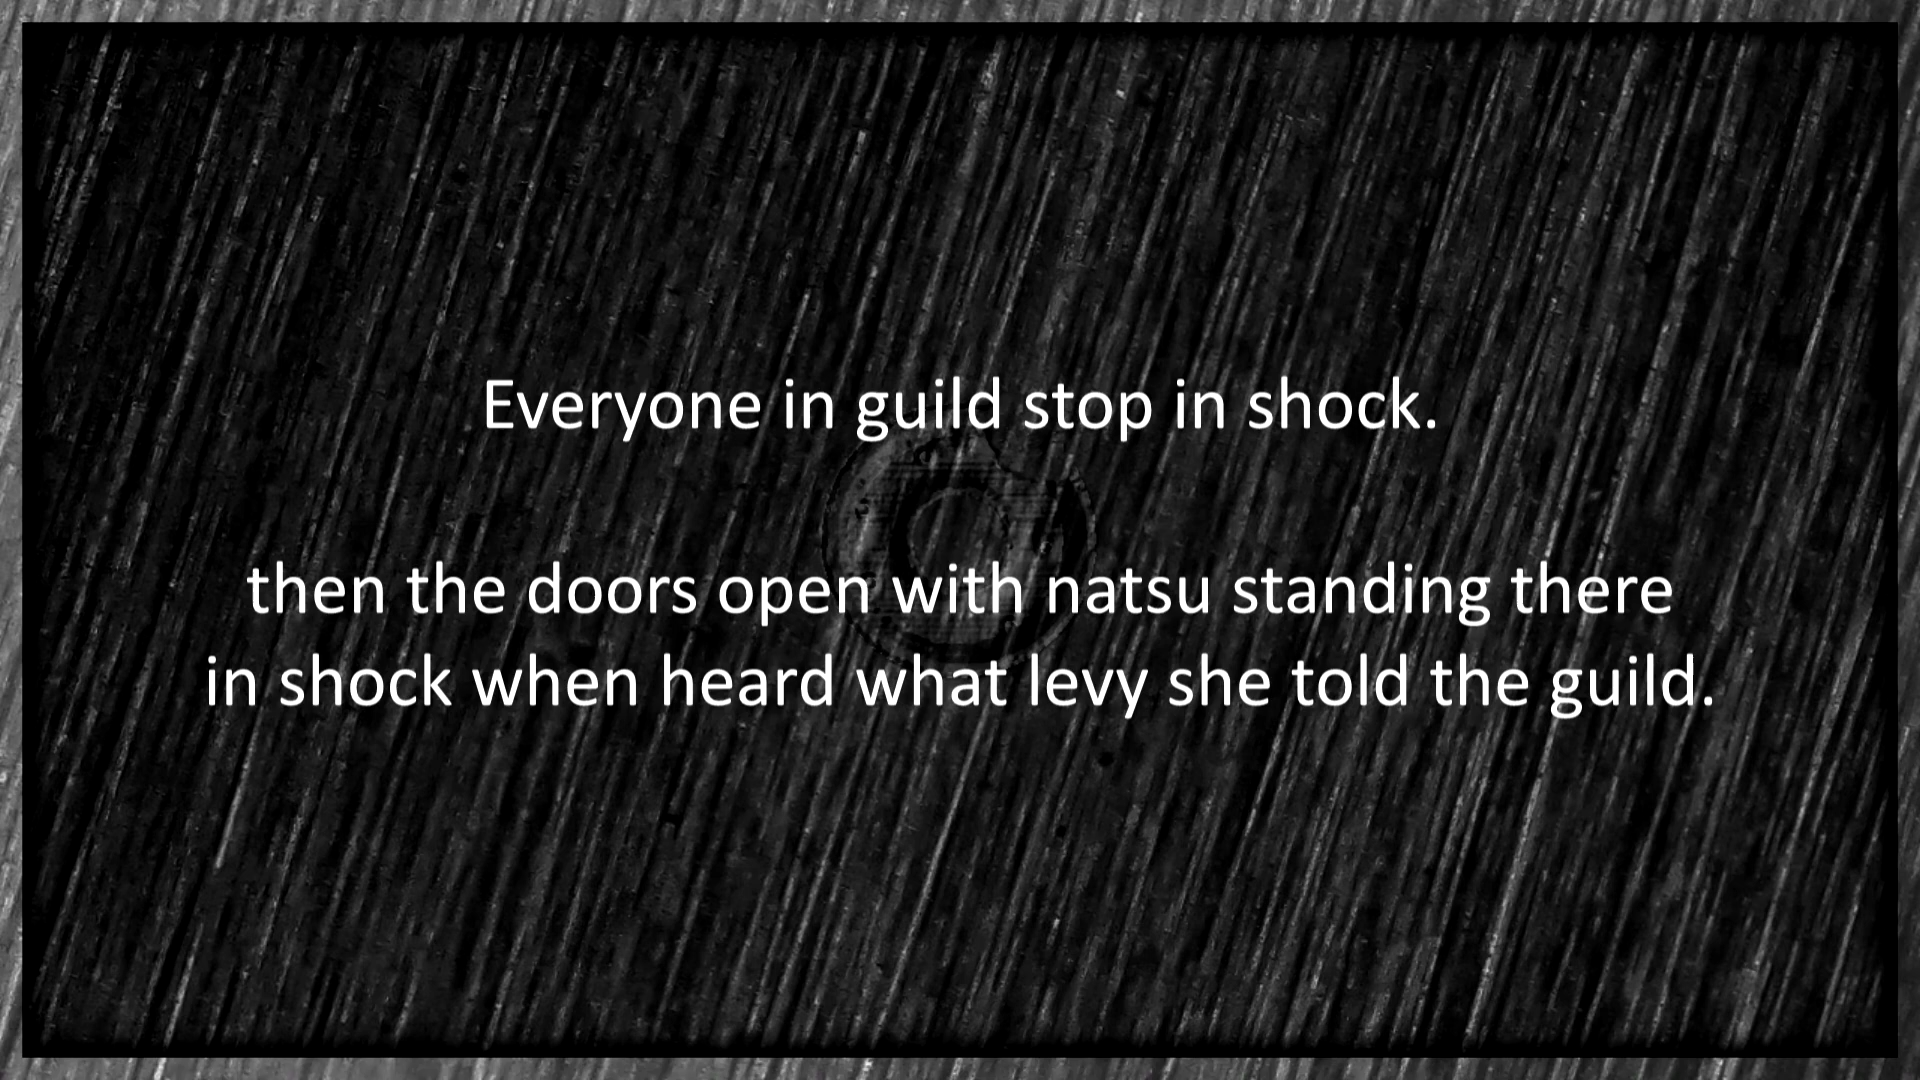 Everyone in guild stop in shock.
then the doors open with natsu standing there
in shock when heard what levy she told the guild.